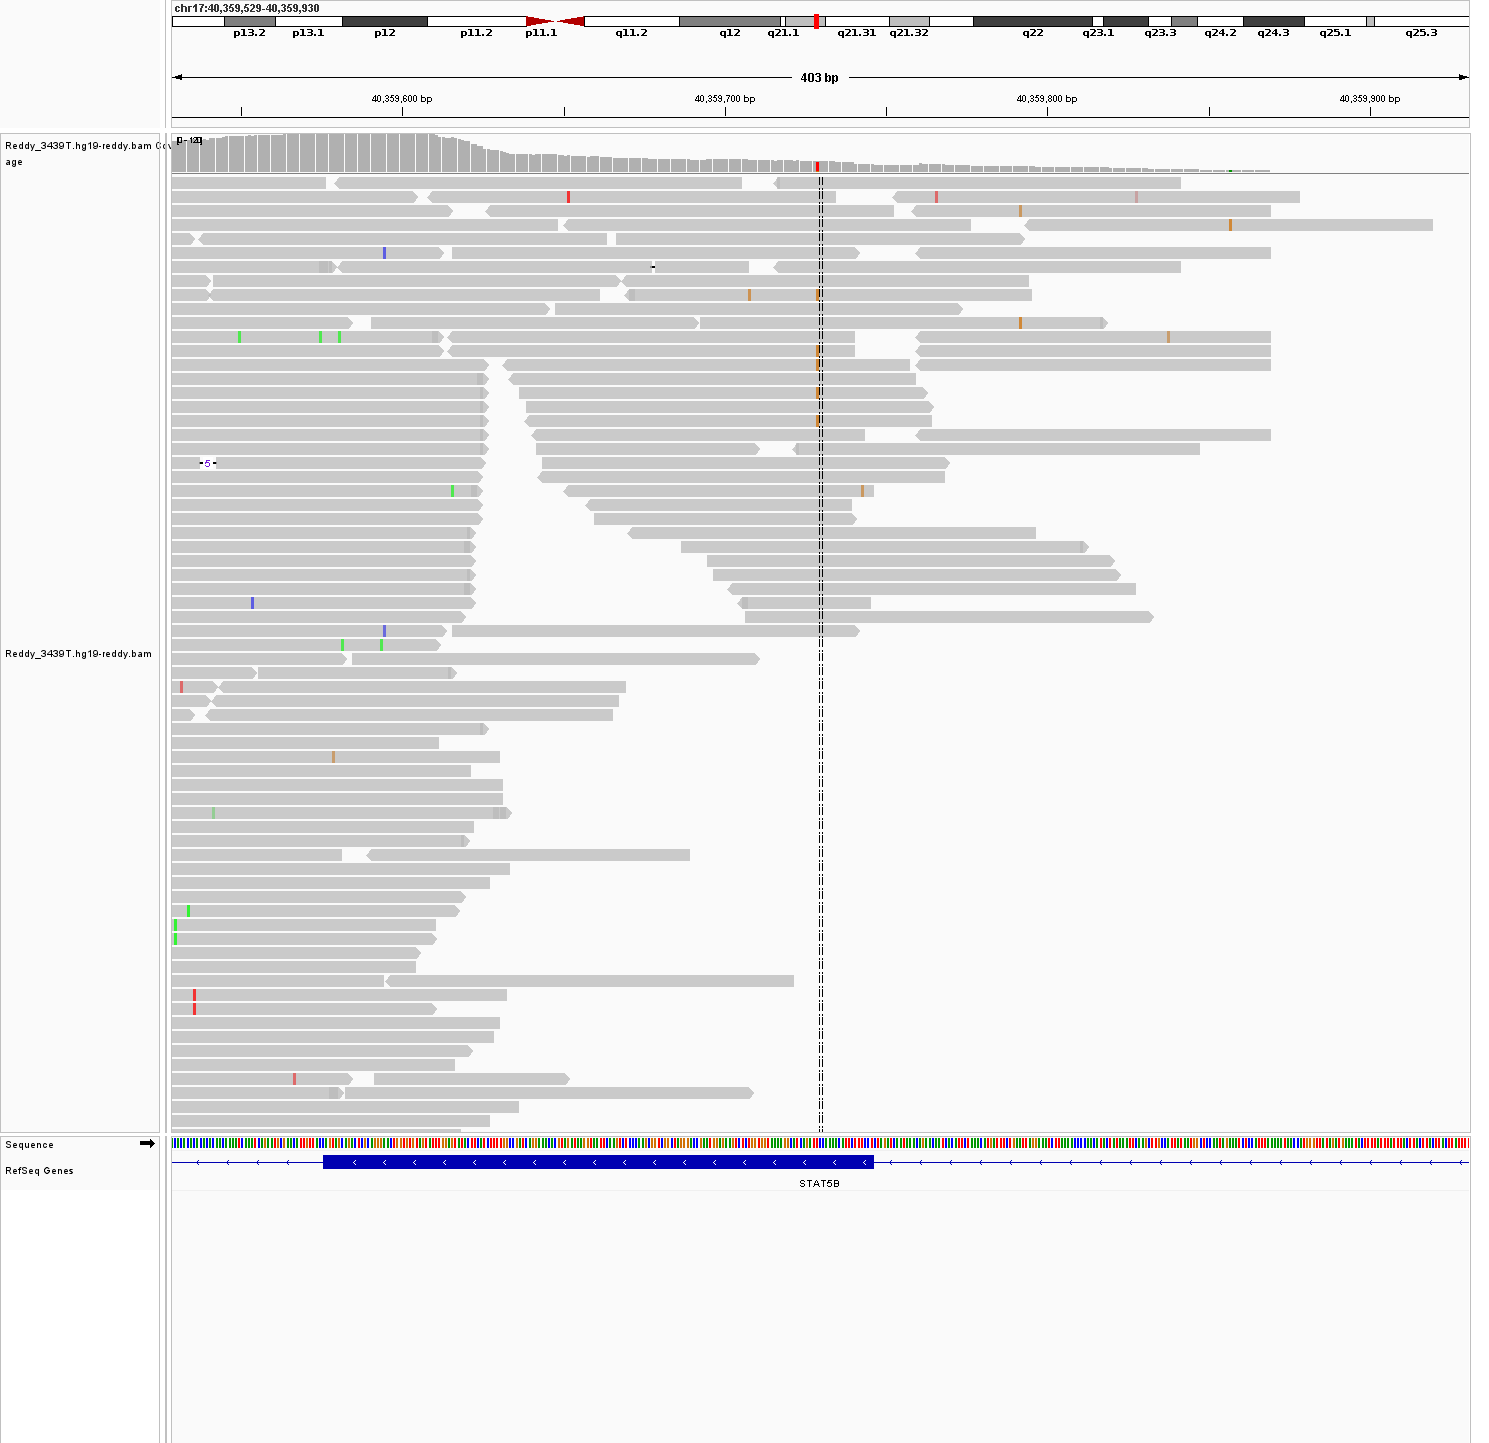 chr17:40,359,529-40,359,930
p13.2 p13.1 p12 p11.2 p11.1 q11.2 q12 q21.1 q21.31 q21.32 q22 q23.1 q23.3 q24.2 q24.3 q25.1 q25.3
403 bp
40,359,600 bp 40,359,700 bp 40,359,800 bp 40,359,900 bp
Reddy_3439T.hg19-reddy.bam
age
5
Reddy_3439T.hg19-reddy.bam
Sequence
RefSeq Genes
STAT5B